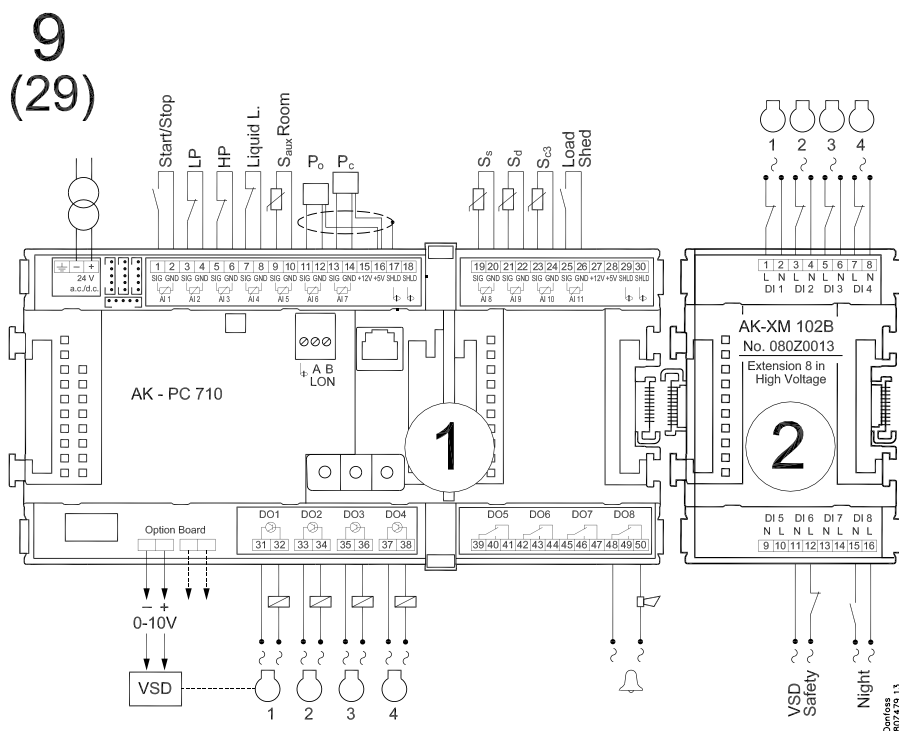 9
(29)
Start/Stop
LP
HP
Liquid L.
Saux Room
Po
Pc
Ss
Sd
Sc3
Load
Shed
1 2 3 4
24 V
a.c./d.c.
1 2 3 4 5 6 7 8 9 10 11 12 13 14 15 16 17 18
SIG GND SIG GND SIG GND SIG GND SIG GND SIG GND SIG GND +12V +5V SHLD SHLD
AI 1 AI 2 AI 3 AI 4 AI 5 AI 6 AI 7
19 20 21 22 23 24 25 26 27 28 29 30
SIG GND SIG GND SIG GND SIG GND +12V +5V SHLD SHLD
AI 8 AI 9 AI 10 AI 11
1 2 3 4 5 6 7 8
L N L N L N L N
DI 1 DI 2 DI 3 DI 4
A B
LON
AK - PC 710
1
AK-XM 102B
No. 080Z0013
Extension 8 in
High Voltage
2
Option Board
DO1 DO2 DO3 DO4
31 32 33 34 35 36 37 38
DO5 DO6 DO7 DO8
39 40 41 42 43 44 45 46 47 48 49 50
DI 5 DI 6 DI 7 DI 8
N L N L N L N L
9 10 11 12 13 14 15 16
– +
0-10V
VSD
1 2 3 4
VSD
Safety
Night
Danfoss
80Z479.13